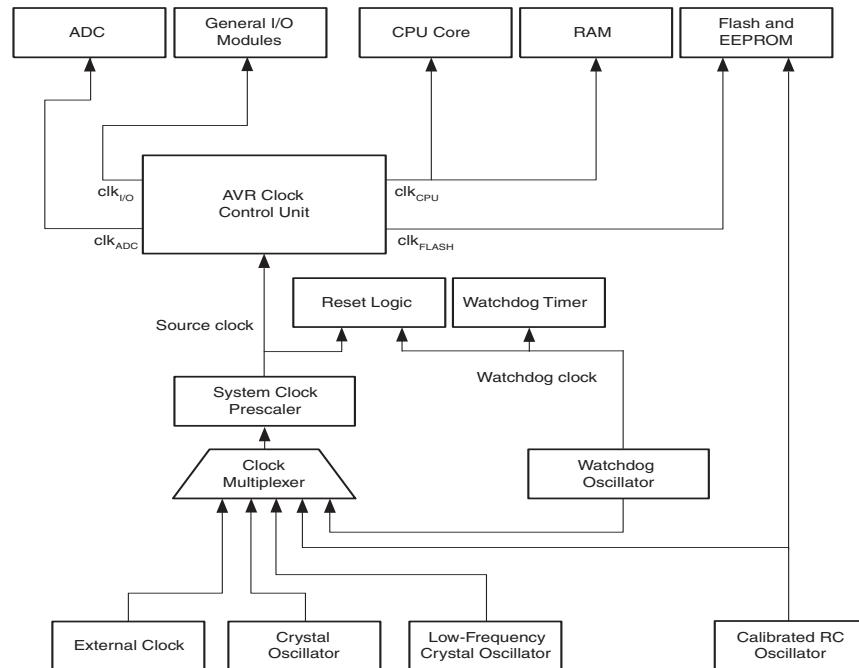 ADC
General I/O
Modules
CPU Core
RAM
Flash and
EEPROM
clkI/O
AVR Clock
Control Unit
clkCPU
clkADC
clkFLASH
Source clock
Reset Logic
Watchdog Timer
Watchdog clock
System Clock
Prescaler
Clock
Multiplexer
Watchdog
Oscillator
External Clock
Crystal
Oscillator
Low-Frequency
Crystal Oscillator
Calibrated RC
Oscillator